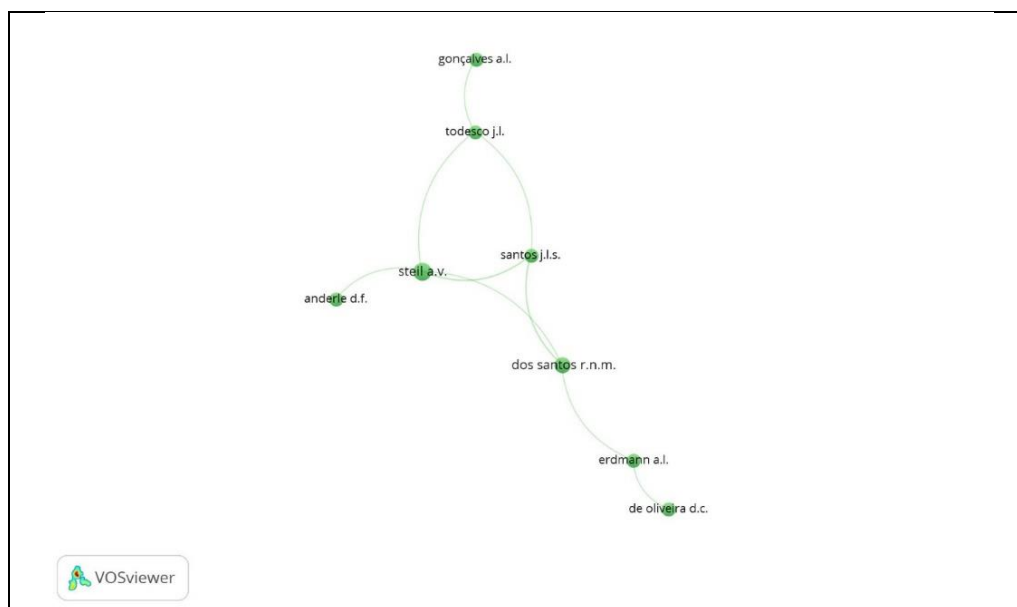 gonçalves a.l.
todesco j.l.
santos j.l.s.
steil a.v.
anderle d.f.
dos santos r.n.m.
erdmann a.l.
de oliveira d.c.
VOSviewer